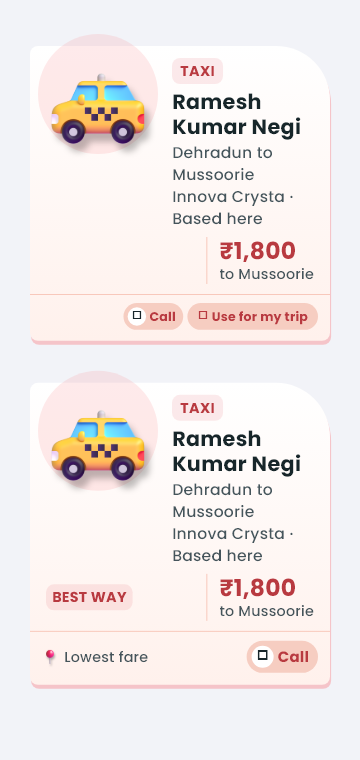 TAXI
Ramesh
Kumar Negi
Dehradun to
Mussoorie
Innova Crysta ·
Based here
₹1,800
to Mussoorie
Call
Use for my trip
TAXI
Ramesh
Kumar Negi
Dehradun to
Mussoorie
Innova Crysta ·
Based here
BEST WAY
₹1,800
to Mussoorie
Lowest fare
Call